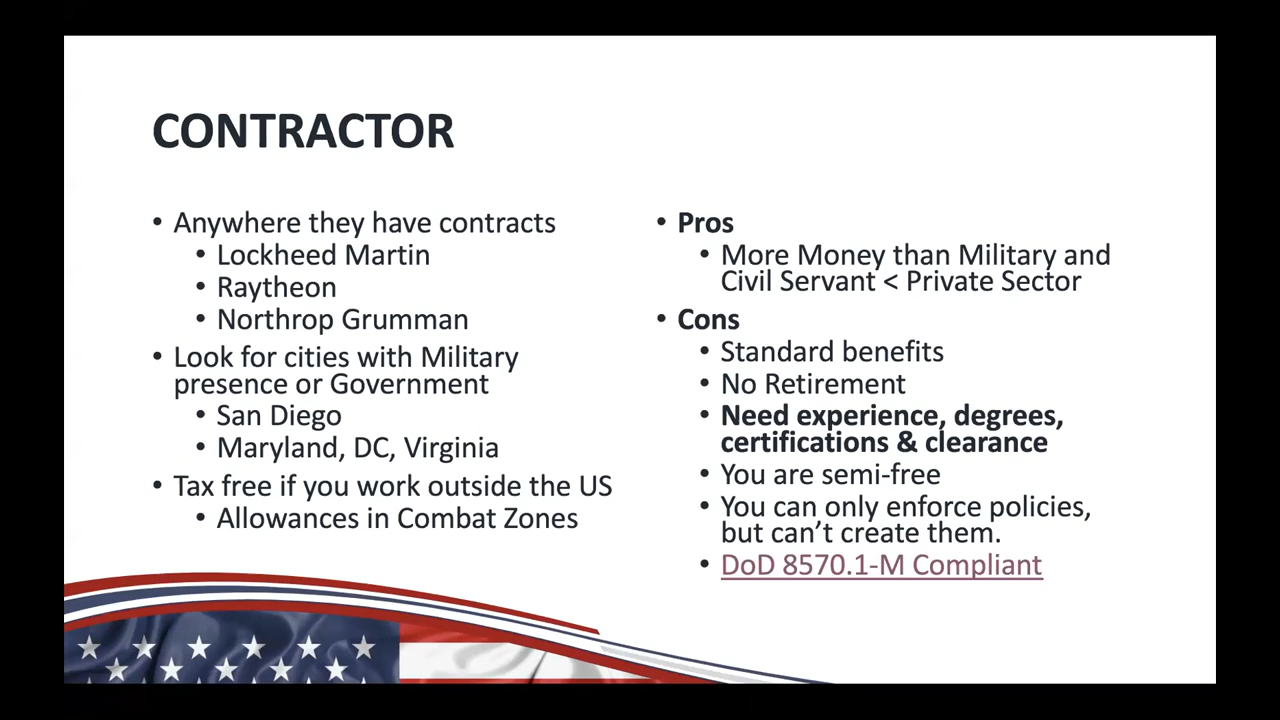 CONTRACTOR
• Anywhere they have contracts
• Lockheed Martin
• Raytheon
• Northrop Grumman
• Look for cities with Military
presence or Government
• San Diego
• Maryland, DC, Virginia
• Tax free if you work outside the US
• Allowances in Combat Zones
• Pros
• More Money than Military and
Civil Servant < Private Sector
• Cons
• Standard benefits
• No Retirement
• Need experience, degrees,
certifications & clearance
• You are semi-free
• You can only enforce policies,
but can’t create them.
• DoD 8570.1-M Compliant